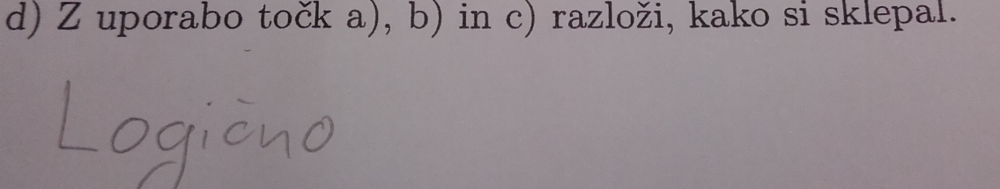 d) Z uporabo točk a), b) in c) razloži, kako si sklepal.
Logično